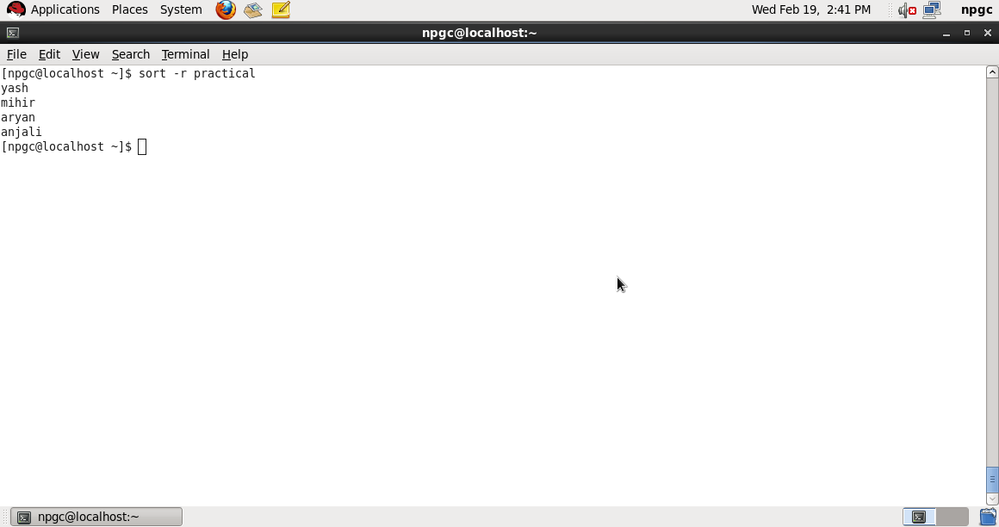 Applications Places System Wed Feb 19, 2:41 PM npgc
npgc@localhost:~
File Edit View Search Terminal Help
[npgc@localhost ~]$ sort -r practical
yash
mihir
aryan
anjali
[npgc@localhost ~]$
npgc@localhost:~